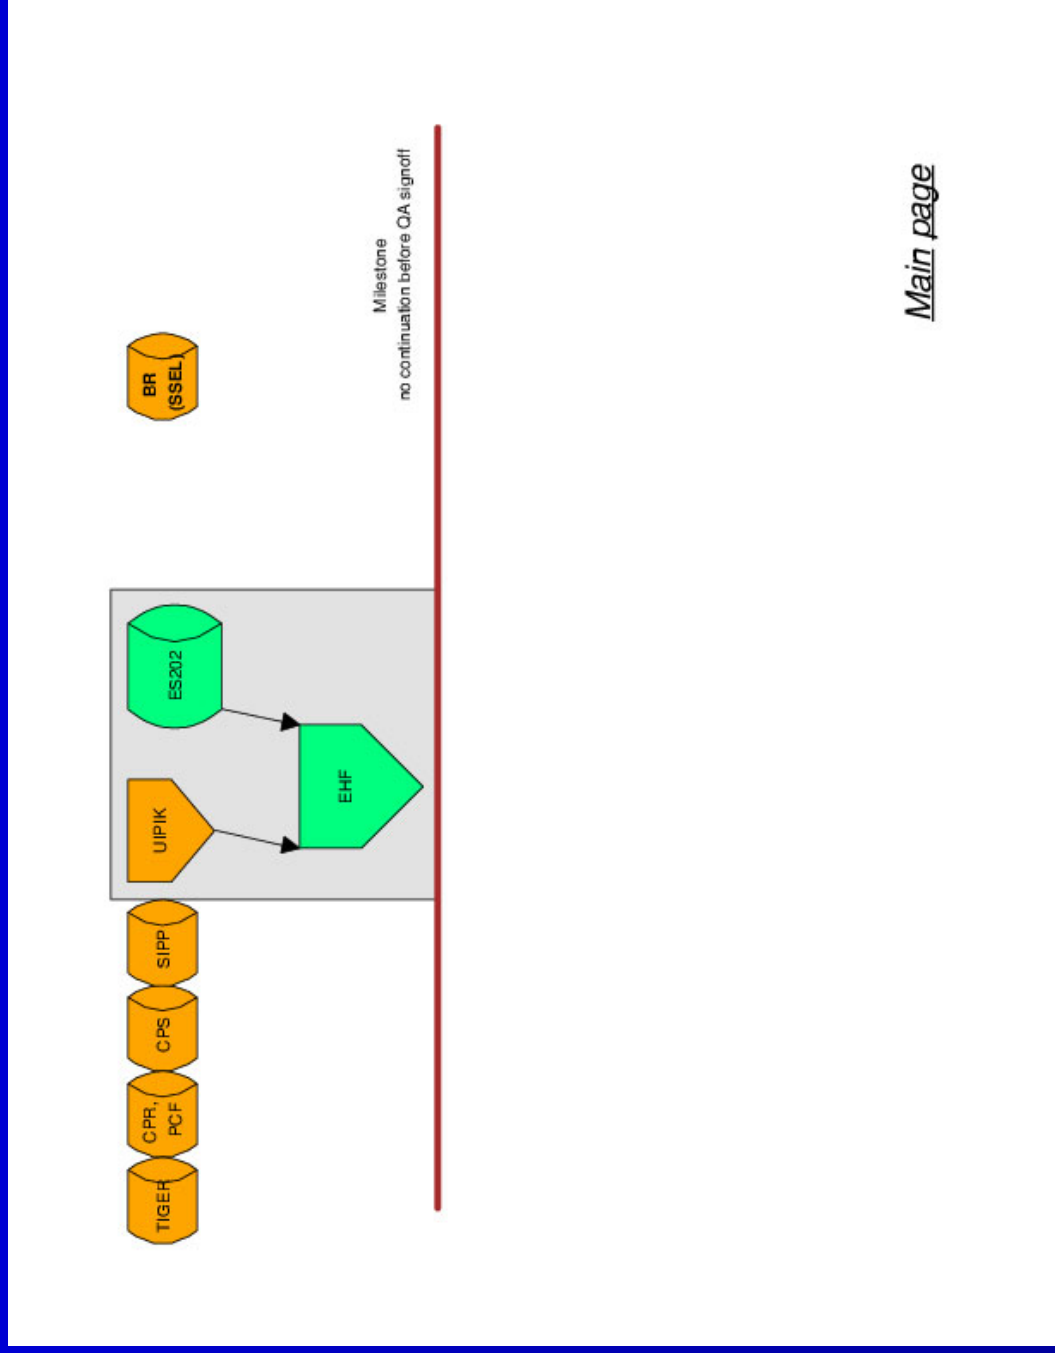 TIGER
CPR,
PCF
CPS
SIPP
UIPIK
ES202
BR
(SSEL)
EHF
Milestone
no continuation before QA signoff
Main page